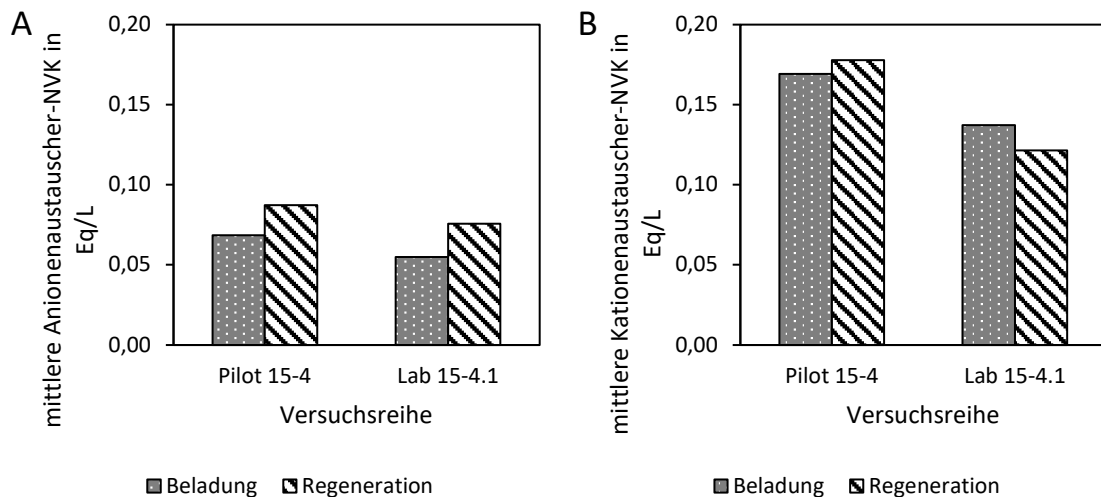 A
mittlere Anionenaustauscher-NVK in
Eq/L
0,20
0,15
0,10
0,05
0,00
Pilot 15-4
Lab 15-4.1
Versuchsreihe
Beladung
Regeneration
B
mittlere Kationenaustauscher-NVK in
Eq/L
0,20
0,15
0,10
0,05
0,00
Pilot 15-4
Lab 15-4.1
Versuchsreihe
Beladung
Regeneration